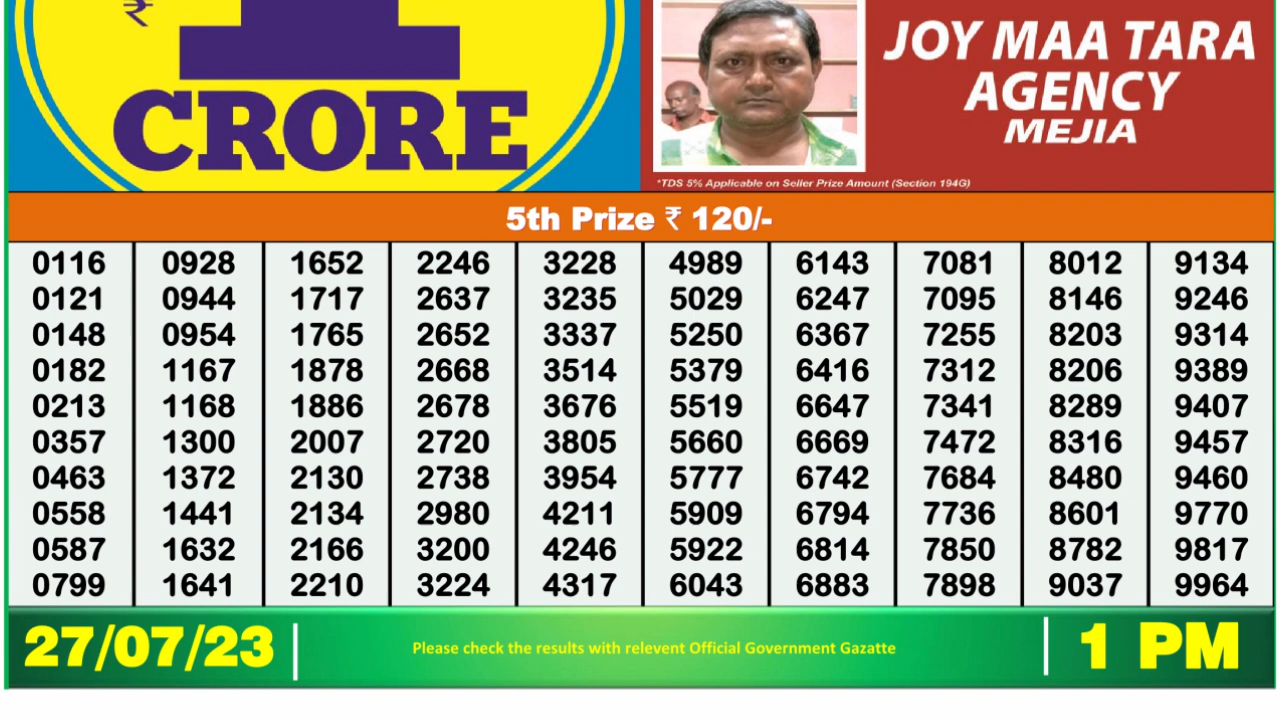 ₹ 1
CRORE
JOY MAA TARA
AGENCY
MEJIA
*TDS 5% Applicable on Seller Prize Amount (Section 194G)
5th Prize ₹ 120/-
0116 0928 1652 2246 3228 4989 6143 7081 8012 9134
0121 0944 1717 2637 3235 5029 6247 7095 8146 9246
0148 0954 1765 2652 3337 5250 6367 7255 8203 9314
0182 1167 1878 2668 3514 5379 6416 7312 8206 9389
0213 1168 1886 2678 3676 5519 6647 7341 8289 9407
0357 1300 2007 2720 3805 5660 6669 7472 8316 9457
0463 1372 2130 2738 3954 5777 6742 7684 8480 9460
0558 1441 2134 2980 4211 5909 6794 7736 8601 9770
0587 1632 2166 3200 4246 5922 6814 7850 8782 9817
0799 1641 2210 3224 4317 6043 6883 7898 9037 9964
27/07/23
Please check the results with relevent Official Government Gazatte
1 PM